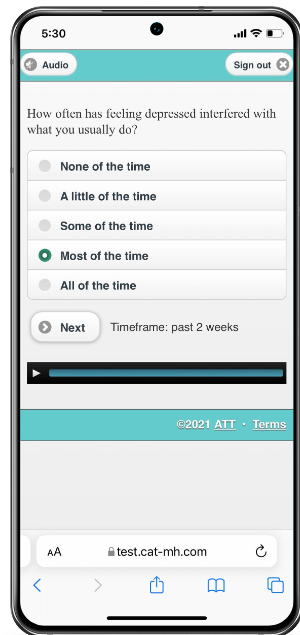 5:30
Audio
Sign out
How often has feeling depressed interfered with
what you usually do?
None of the time
A little of the time
Some of the time
Most of the time
All of the time
Next
Timeframe: past 2 weeks
©2021 ATT · Terms
AA
test.cat-mh.com